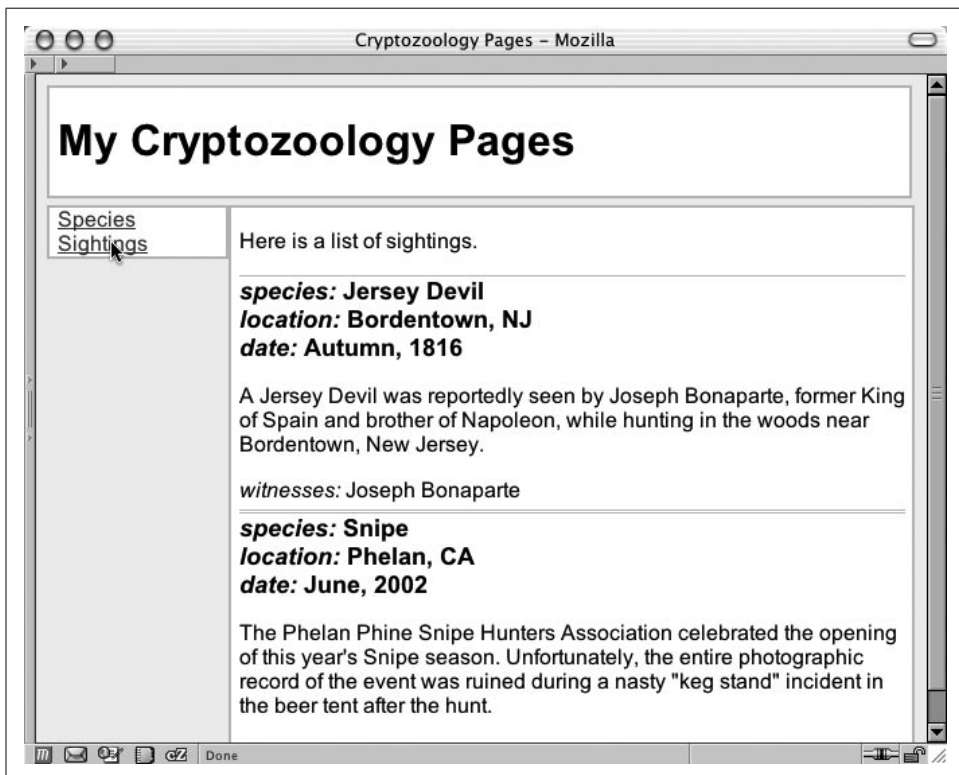 Cryptozoology Pages – Mozilla
My Cryptozoology Pages
Species
Sightings
Here is a list of sightings.
species: Jersey Devil
location: Bordentown, NJ
date: Autumn, 1816
A Jersey Devil was reportedly seen by Joseph Bonaparte, former King
of Spain and brother of Napoleon, while hunting in the woods near
Bordentown, New Jersey.
witnesses: Joseph Bonaparte
species: Snipe
location: Phelan, CA
date: June, 2002
The Phelan Phine Snipe Hunters Association celebrated the opening
of this year's Snipe season. Unfortunately, the entire photographic
record of the event was ruined during a nasty "keg stand" incident in
the beer tent after the hunt.
Done